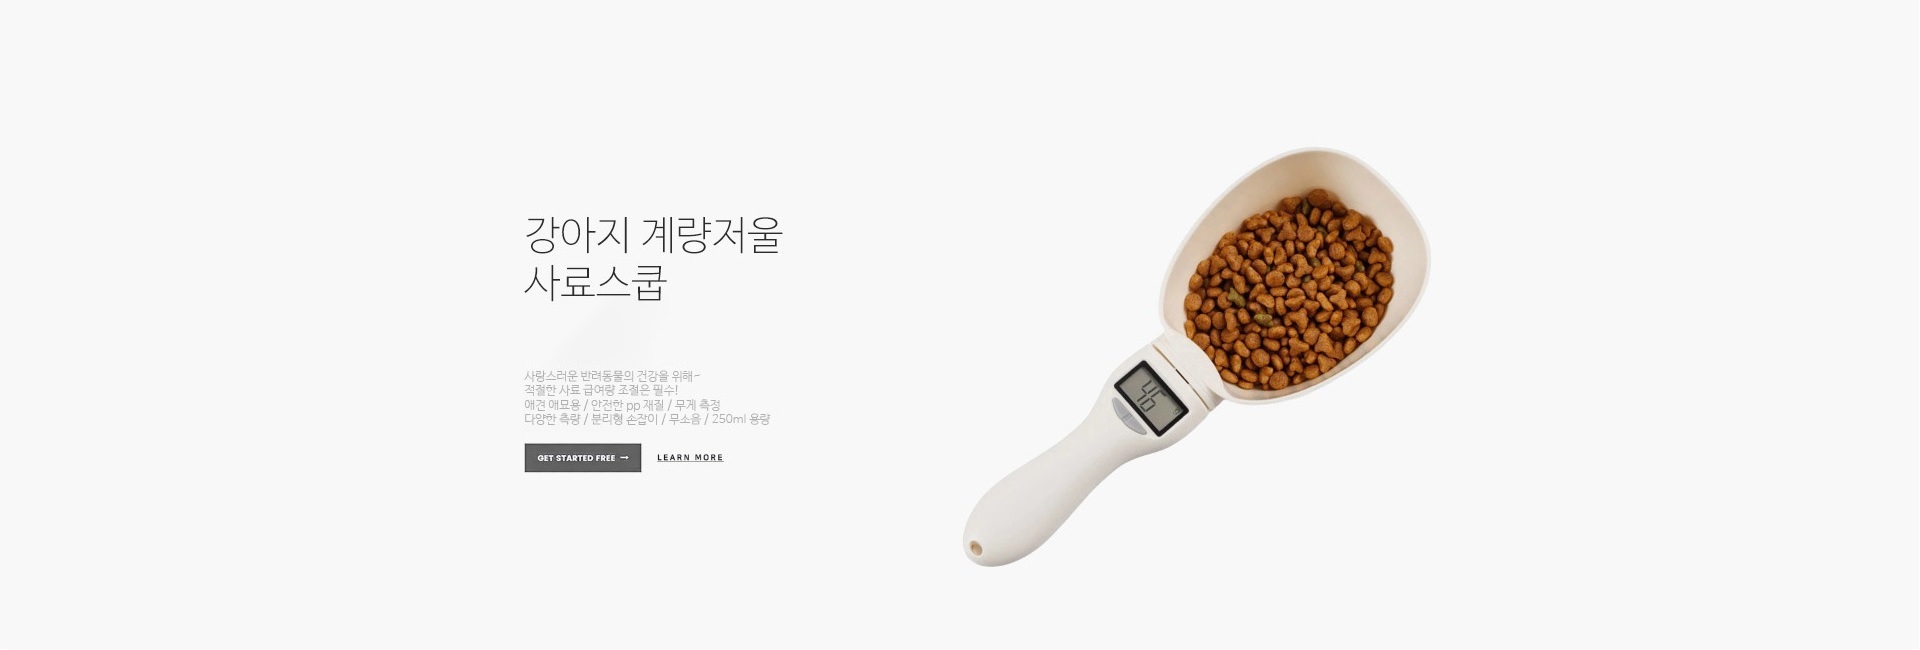 강아지 계량저울
사료스쿱
사랑스러운 반려동물의 건강을 위해~
적절한 사료 급여량 조절은 필수!
애견 애묘용 / 안전한 pp 재질 / 무게 측정
다양한 측량 / 분리형 손잡이 / 무소음 / 250ml 용량
GET STARTED FREE →
LEARN MORE
46